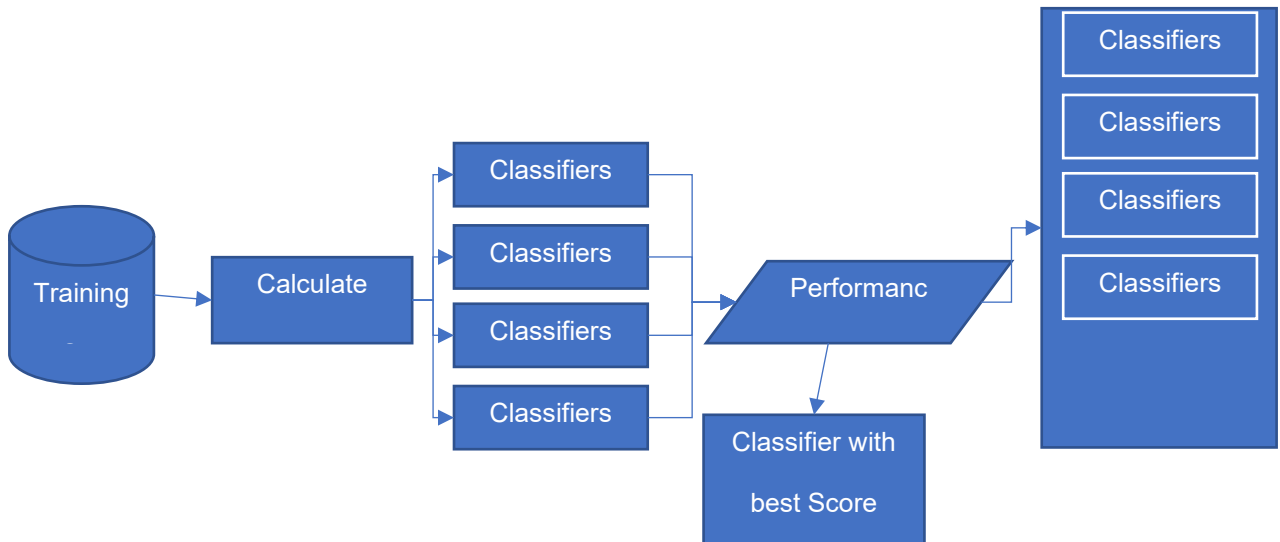 Training
Calculate
Classifiers
Classifiers
Classifiers
Classifiers
Performanc
Classifier with
best Score
Classifiers
Classifiers
Classifiers
Classifiers